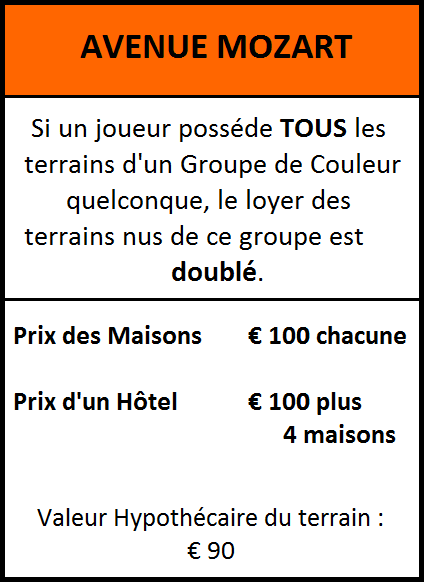 AVENUE MOZART
Si un joueur posséde TOUS les
terrains d'un Groupe de Couleur
quelconque, le loyer des
terrains nus de ce groupe est
doublé.
Prix des Maisons € 100 chacune
Prix d'un Hôtel € 100 plus
4 maisons
Valeur Hypothécaire du terrain :
€ 90